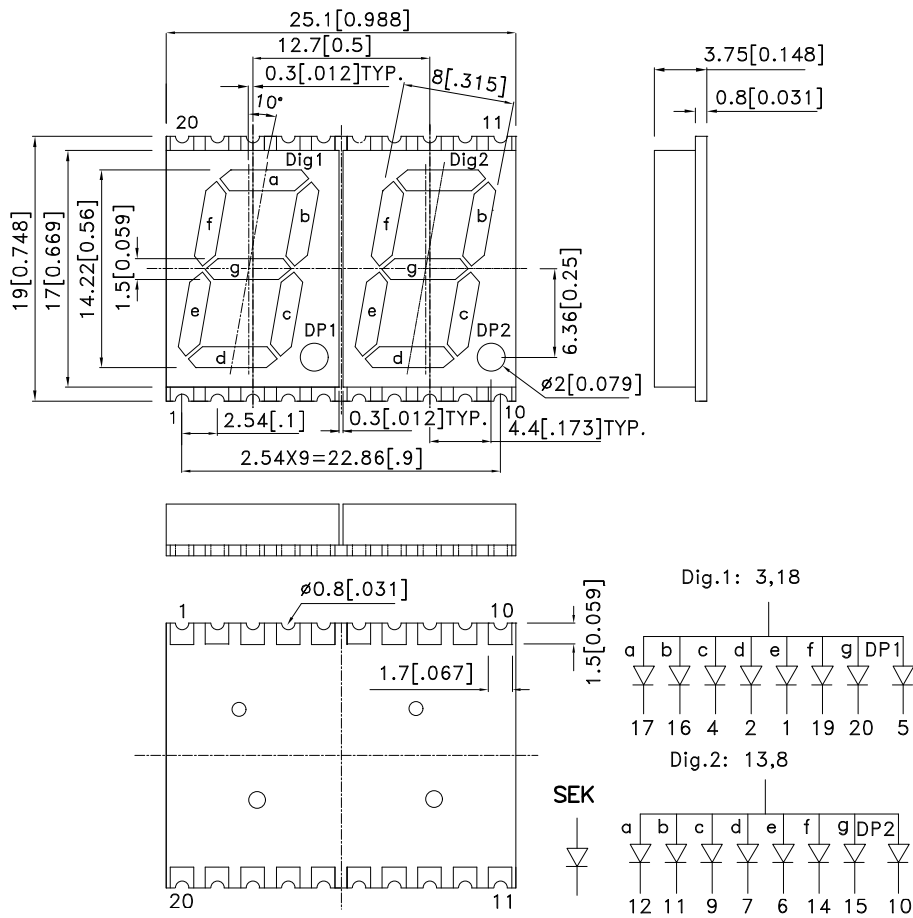 25.1[0.988]
12.7[0.5]
0.3[.012]TYP.
8[.315]
10°
3.75[0.148]
0.8[0.031]
20
11
Dig1
Dig2
a
b
f
g
e
c
d
DP1
f
b
g
e
c
d
DP2
19[0.748]
17[0.669]
14.22[0.56]
1.5[0.059]
6.36[0.25]
ø2[0.079]
1
10
2.54[.1]
0.3[.012]TYP.
4.4[.173]TYP.
2.54X9=22.86[.9]
ø0.8[.031]
1
10
1.5[0.059]
1.7[.067]
20
11
SEK
Dig.1: 3,18
a b c d e f g DP1
17 16 4 2 1 19 20 5
Dig.2: 13,8
a b c d e f g DP2
12 11 9 7 6 14 15 10